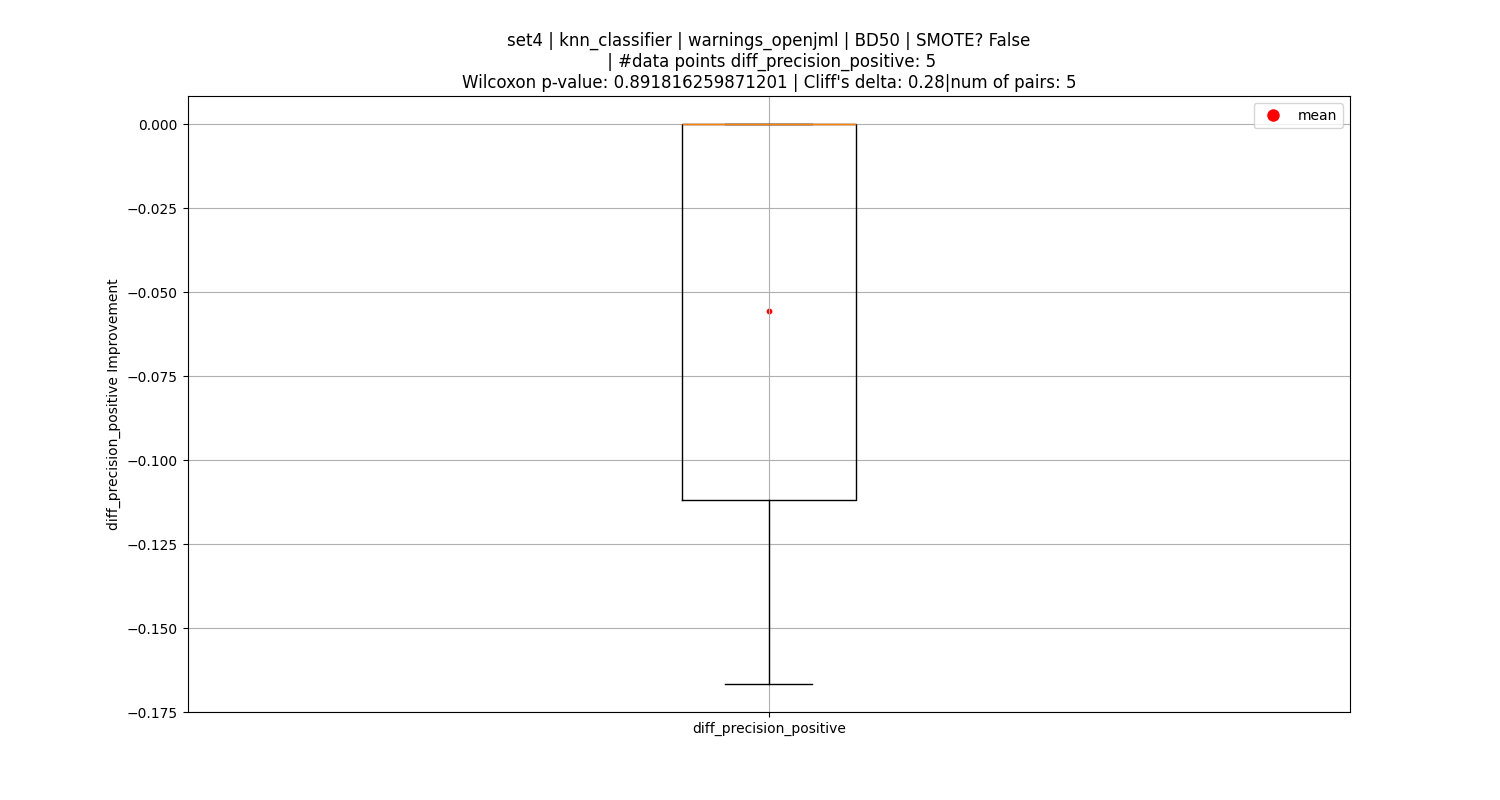 set4 | knn_classifier | warnings_openjml | BD50 | SMOTE? False
| #data points diff_precision_positive: 5
Wilcoxon p-value: 0.891816259871201 | Cliff's delta: 0.28|num of pairs: 5
mean
0.000
−0.025
−0.050
−0.075
−0.100
−0.125
−0.150
−0.175
diff_precision_positive Improvement
diff_precision_positive